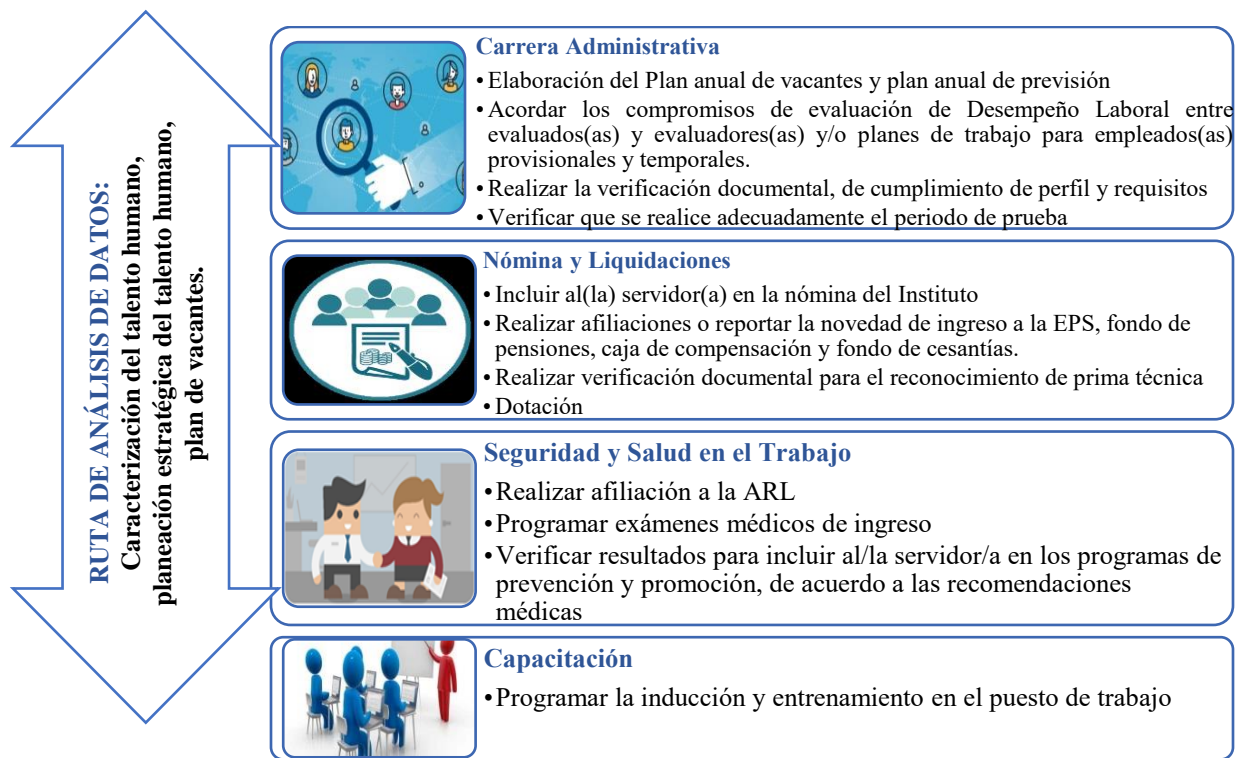 RUTA DE ANÁLISIS DE DATOS:
Caracterización del talento humano,
planeación estratégica del talento humano,
plan de vacantes.
Carrera Administrativa
•Elaboración del Plan anual de vacantes y plan anual de previsión
•Acordar los compromisos de evaluación de Desempeño Laboral entre
evaluados(as) y evaluadores(as) y/o planes de trabajo para empleados(as)
provisionales y temporales.
•Realizar la verificación documental, de cumplimiento de perfil y requisitos
•Verificar que se realice adecuadamente el periodo de prueba
Nómina y Liquidaciones
•Incluir al(la) servidor(a) en la nómina del Instituto
•Realizar afiliaciones o reportar la novedad de ingreso a la EPS, fondo de
pensiones, caja de compensación y fondo de cesantías.
•Realizar verificación documental para el reconocimiento de prima técnica
•Dotación
Seguridad y Salud en el Trabajo
•Realizar afiliación a la ARL
•Programar exámenes médicos de ingreso
•Verificar resultados para incluir al/la servidor/a en los programas de
prevención y promoción, de acuerdo a las recomendaciones
médicas
Capacitación
•Programar la inducción y entrenamiento en el puesto de trabajo